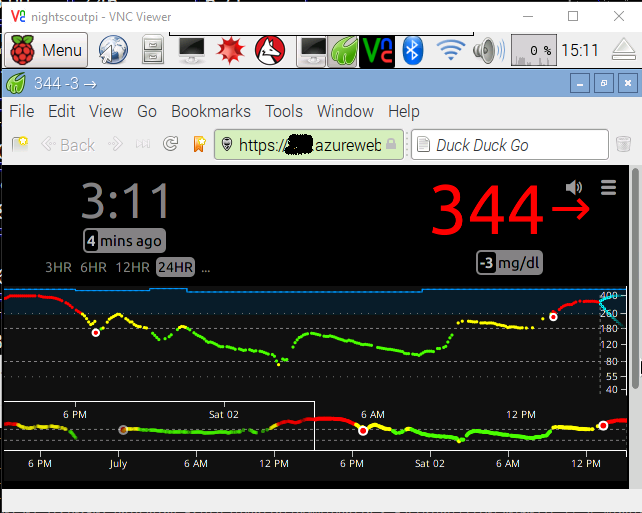 nightscoutpi - VNC Viewer
Menu
0 % 15:11
344 -3 →
File Edit View Go Bookmarks Tools Window Help
Back
https:// azureweb
Duck Duck Go
3:11
344→
4 mins ago
-3 mg/dl
3HR 6HR 12HR 24HR ...
400
260
180
120
80
55
40
6 PM Sat 02 6 AM 12 PM
6 PM July 6 AM 12 PM 6 PM Sat 02 6 AM 12 PM